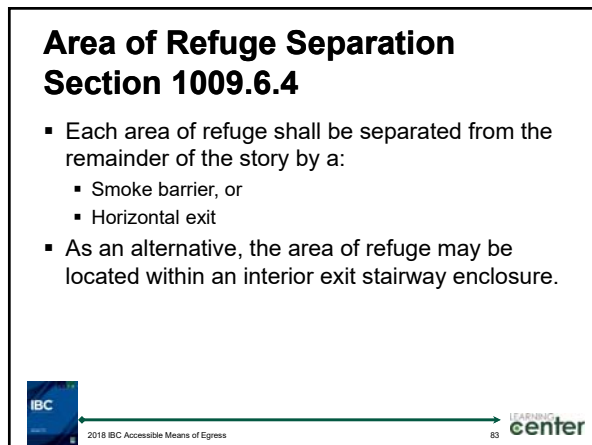 Area of Refuge Separation
Section 1009.6.4
▪ Each area of refuge shall be separated from the
remainder of the story by a:
▪ Smoke barrier, or
▪ Horizontal exit
▪ As an alternative, the area of refuge may be
located within an interior exit stairway enclosure.
IBC
2018 IBC Accessible Means of Egress
83
LEARNING
center